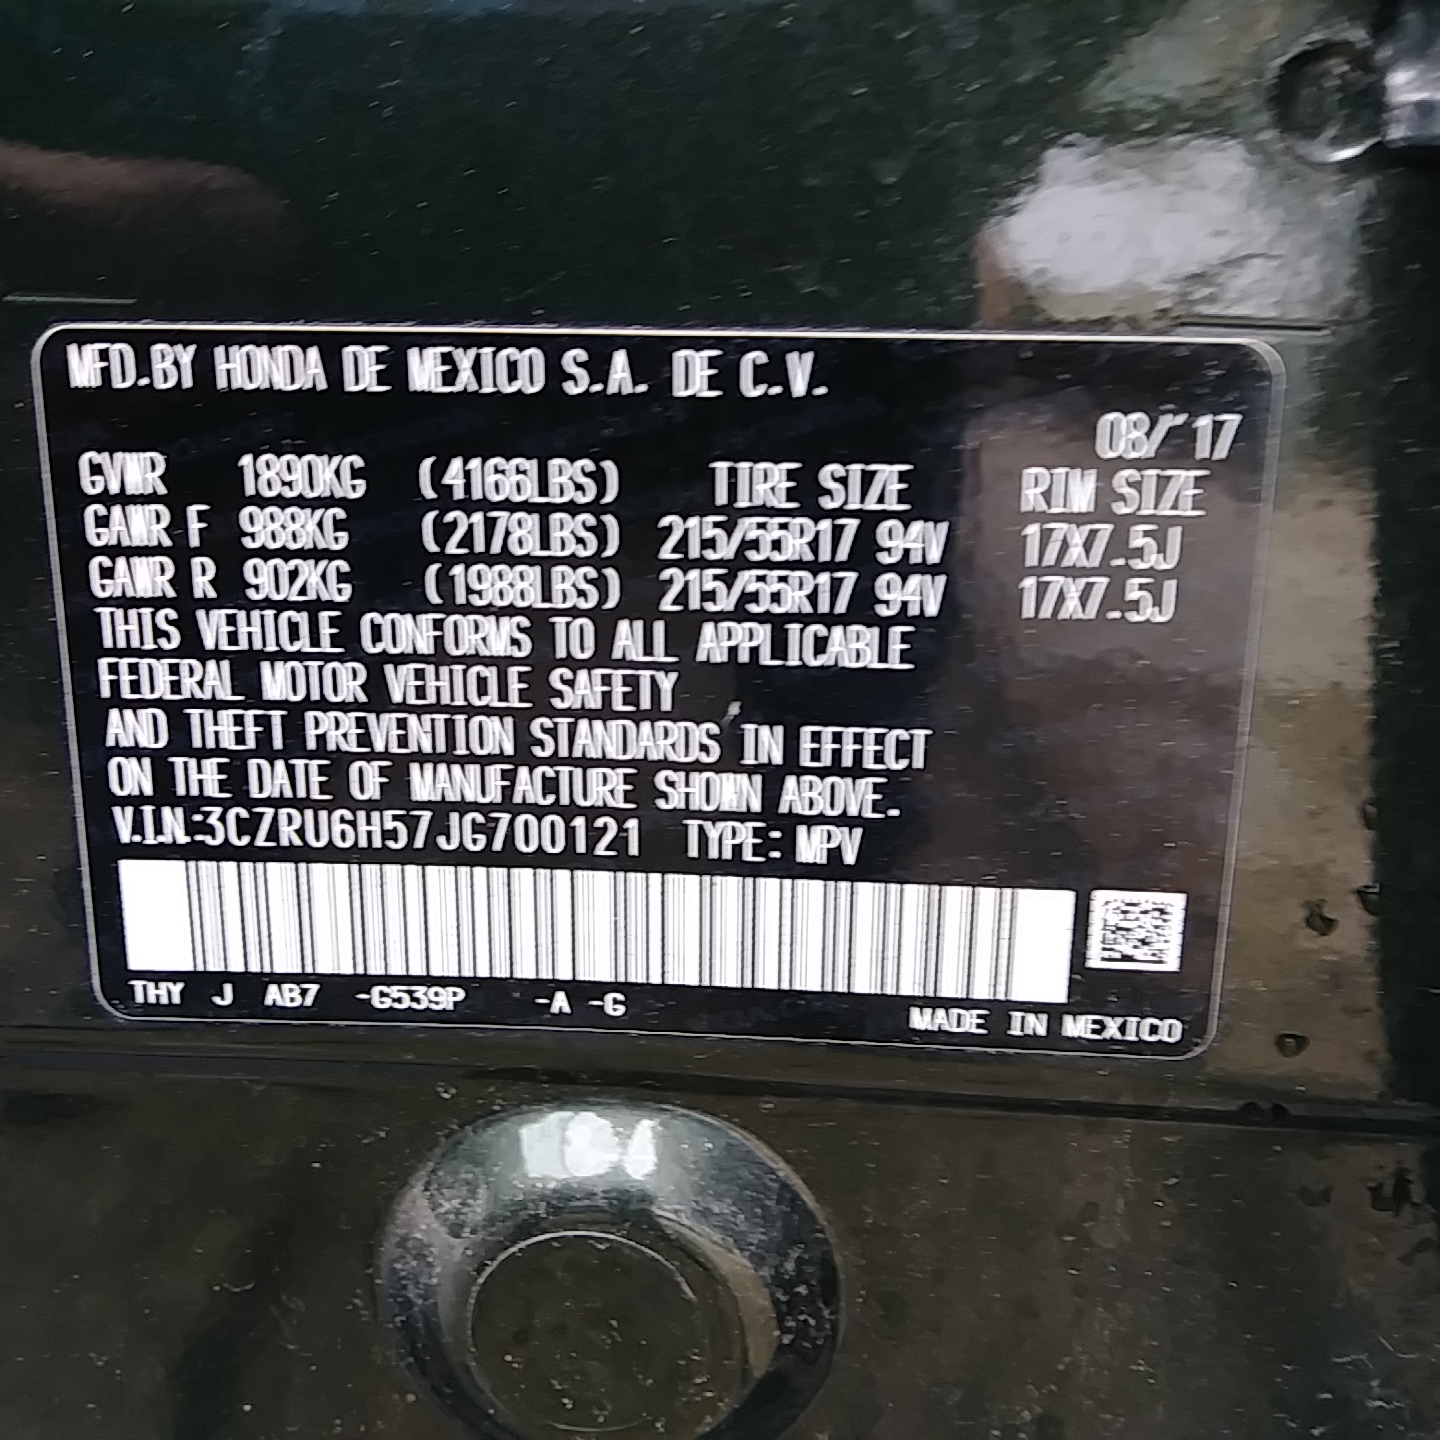 MFD.BY HONDA DE MEXICO S.A. DE C.V.
08/17
GVWR 1890KG (4166LBS) TIRE SIZE RIM SIZE
GAWR F 988KG (2178LBS) 215/55R17 94V 17X7.5J
GAWR R 902KG (1988LBS) 215/55R17 94V 17X7.5J
THIS VEHICLE CONFORMS TO ALL APPLICABLE
FEDERAL MOTOR VEHICLE SAFETY
AND THEFT PREVENTION STANDARDS IN EFFECT
ON THE DATE OF MANUFACTURE SHOWN ABOVE.
V.I.N.:3CZRU6H57JG700121 TYPE: MPV
THY J AB7 -G539P -A -G
MADE IN MEXICO